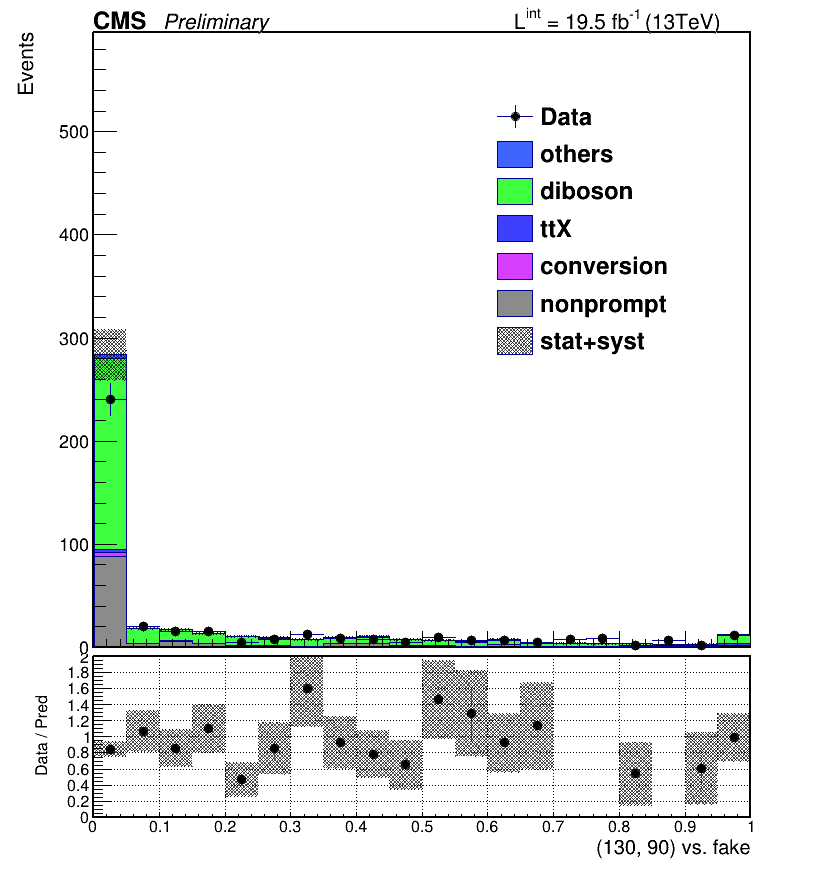 CMS Preliminary L^int = 19.5 fb^-1 (13TeV)
Events
500
400
300
200
100
0
Data
others
diboson
ttX
conversion
nonprompt
stat+syst
Data / Pred
2
1.8
1.6
1.4
1.2
1
0.8
0.6
0.4
0.2
0
0 0.1 0.2 0.3 0.4 0.5 0.6 0.7 0.8 0.9 1
(130, 90) vs. fake